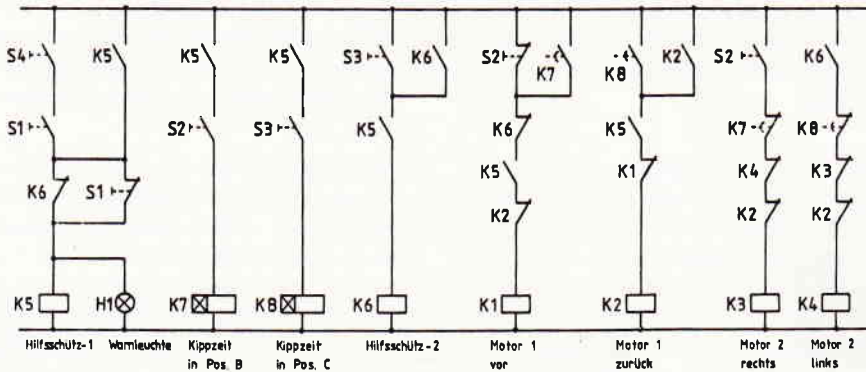 S4 K5 K5 K5 S3 K6 S2 K7 K8 K2 S2 K6
S1 S2 S3 K5 K6 K5 K7 K8
K6 S1 K5 K1 K4 K3
K2 K2 K2
K5 H1 K7 K8 K6 K1 K2 K3 K4
Hilfsschütz-1 Warnleuchte Kippzeit Kippzeit Hilfsschütz-2 Motor 1 Motor 1 Motor 2 Motor 2
in Pos. B in Pos. C vor zurück rechts links